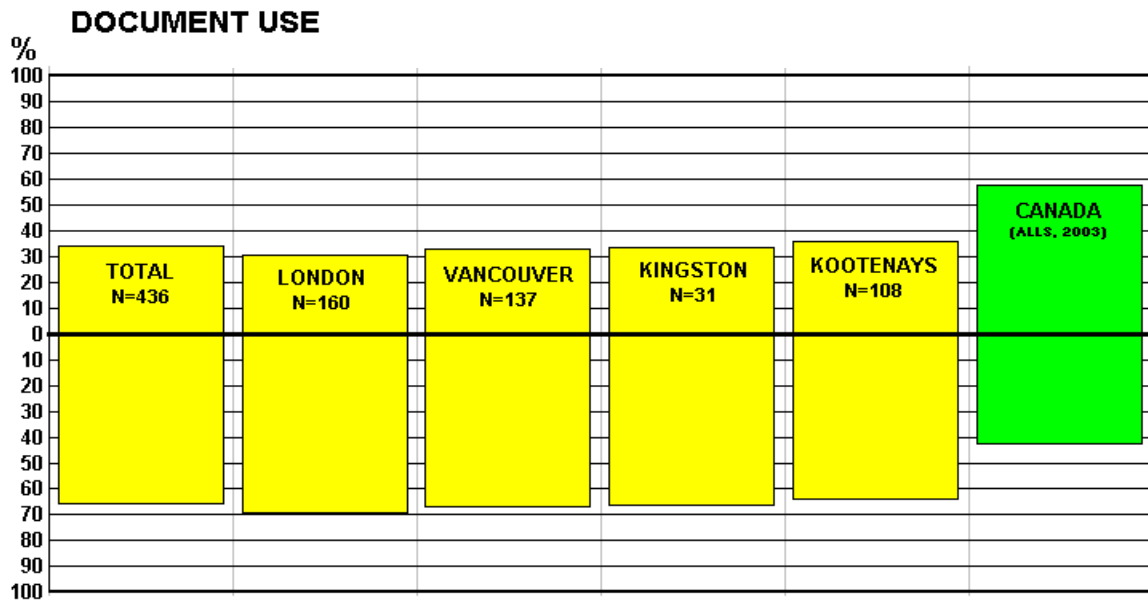 DOCUMENT USE
%
100
90
80
70
60
50
40
30
20
10
0
10
20
30
40
50
60
70
80
90
100
TOTAL
N=436
LONDON
N=160
VANCOUVER
N=137
KINGSTON
N=31
KOOTENAYS
N=108
CANADA
(ALLS, 2003)